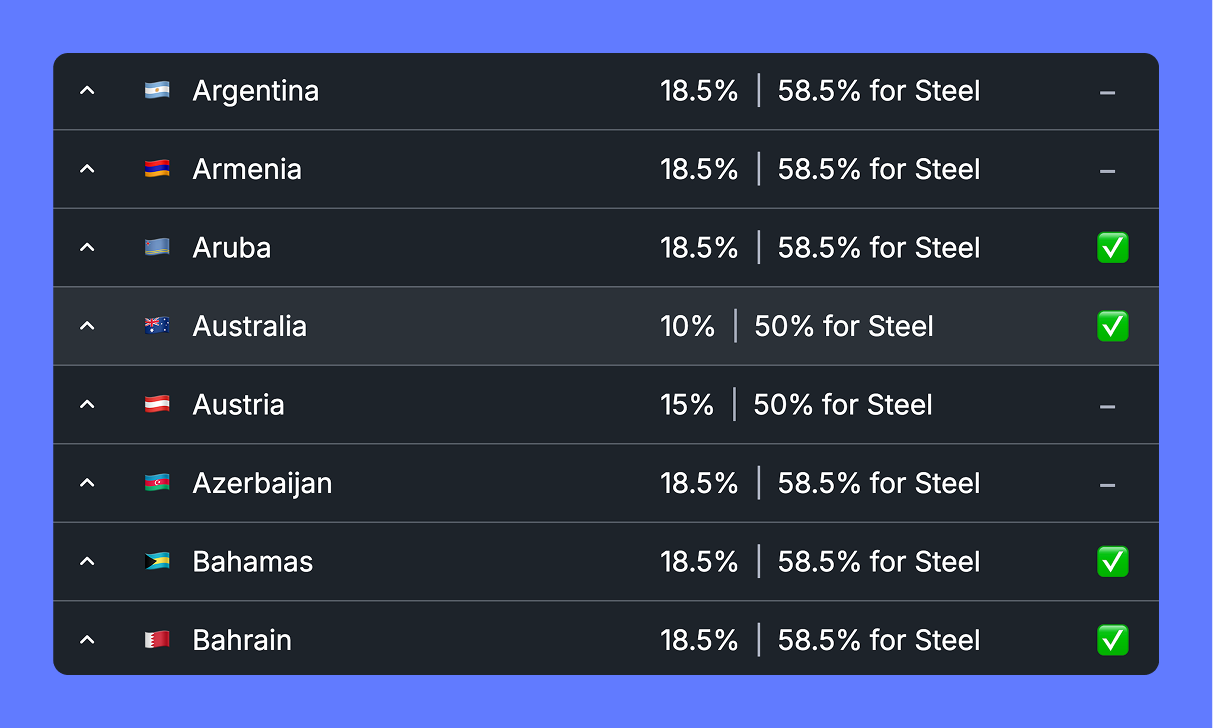 Argentina 18.5% | 58.5% for Steel –
Armenia 18.5% | 58.5% for Steel –
Aruba 18.5% | 58.5% for Steel ✅
Australia 10% | 50% for Steel ✅
Austria 15% | 50% for Steel –
Azerbaijan 18.5% | 58.5% for Steel –
Bahamas 18.5% | 58.5% for Steel ✅
Bahrain 18.5% | 58.5% for Steel ✅